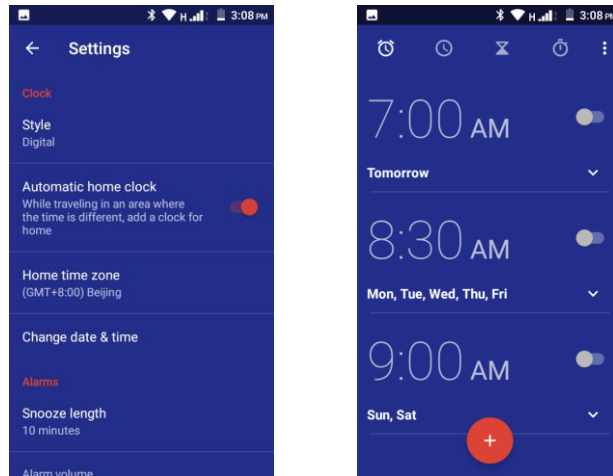 H 3:08 PM
Settings
Clock
Style
Digital
Automatic home clock
While traveling in an area where
the time is different, add a clock for
home
Home time zone
(GMT+8:00) Beijing
Change date & time
Alarms
Snooze length
10 minutes
Alarm volume
H 3:08 PM
7:00 AM
Tomorrow
8:30 AM
Mon, Tue, Wed, Thu, Fri
9:00 AM
Sun, Sat
+